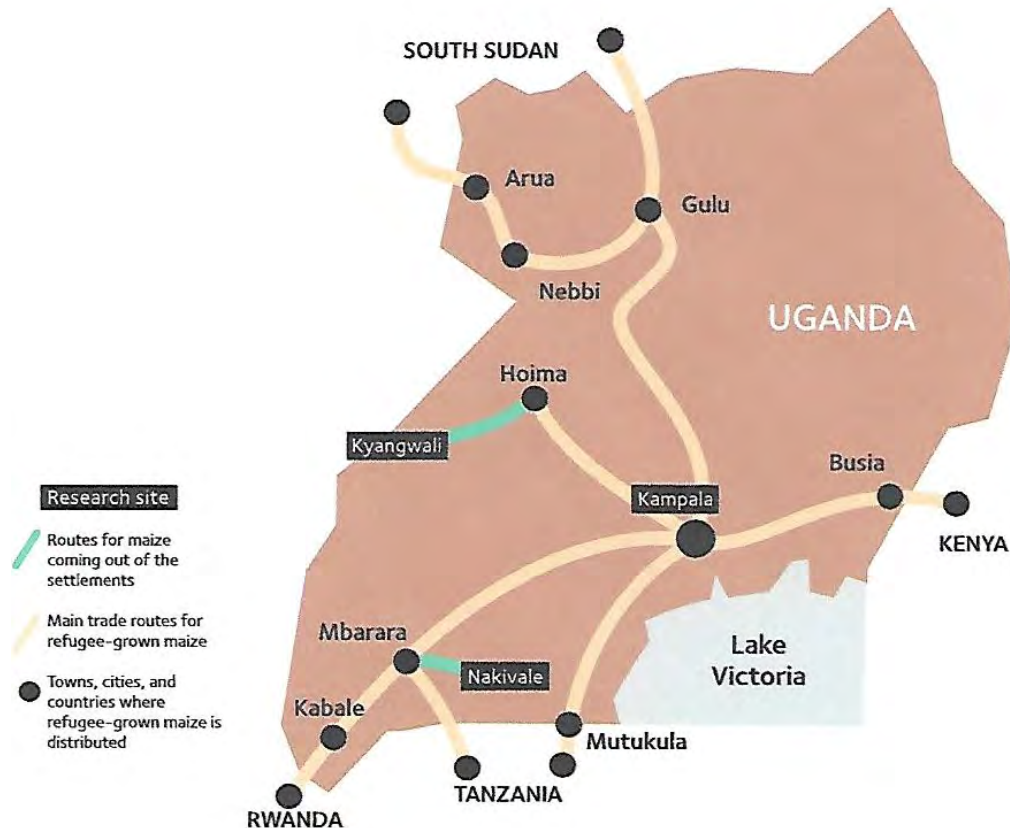 SOUTH SUDAN
Arua
Gulu
Nebbi
UGANDA
Hoima
Kyangwali
Busia
Kampala
KENYA
Research site
Routes for maize
coming out of the
settlements
Main trade routes for
refugee-grown maize
Towns, cities, and
countries where
refugee-grown maize is
distributed
Mbarara
Nakivale
Lake
Victoria
Kabale
Mutukula
TANZANIA
RWANDA